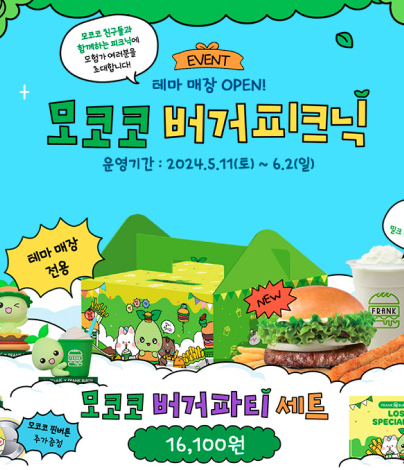 모코코 친구들과
함께하는 피크닉에
모험가 여러분을
초대합니다!
EVENT
테마 매장 OPEN!
모코코 버거피크닉
운영기간 : 2024.5.11(토) ~ 6.2(일)
테마 매장
전용
밀크
NEW
FRANK
모코코 버거파티 세트
16,100원
모코코 핀버튼
추가증정
LOS
SPECIAL